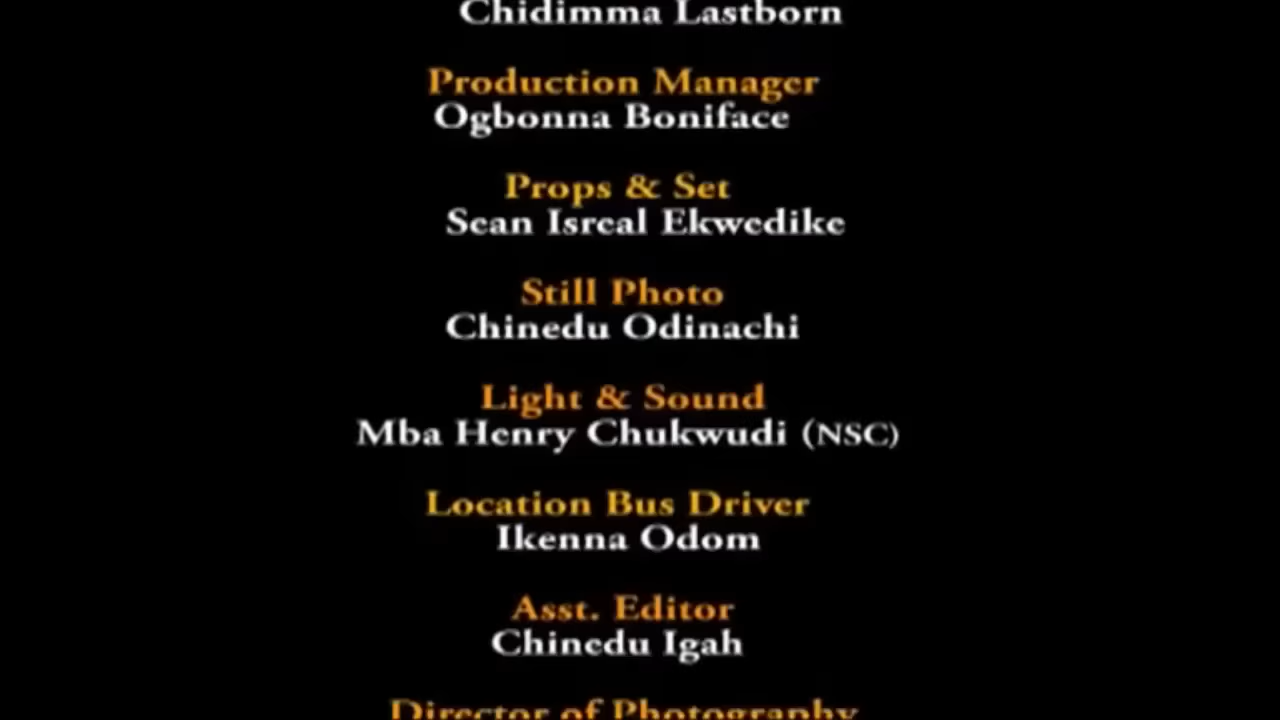 Chidimma Lastborn
Production Manager
Ogbonna Boniface
Props & Set
Sean Isreal Ekwedike
Still Photo
Chinedu Odinachi
Light & Sound
Mba Henry Chukwudi (NSC)
Location Bus Driver
Ikenna Odom
Asst. Editor
Chinedu Igah
Director of Photography